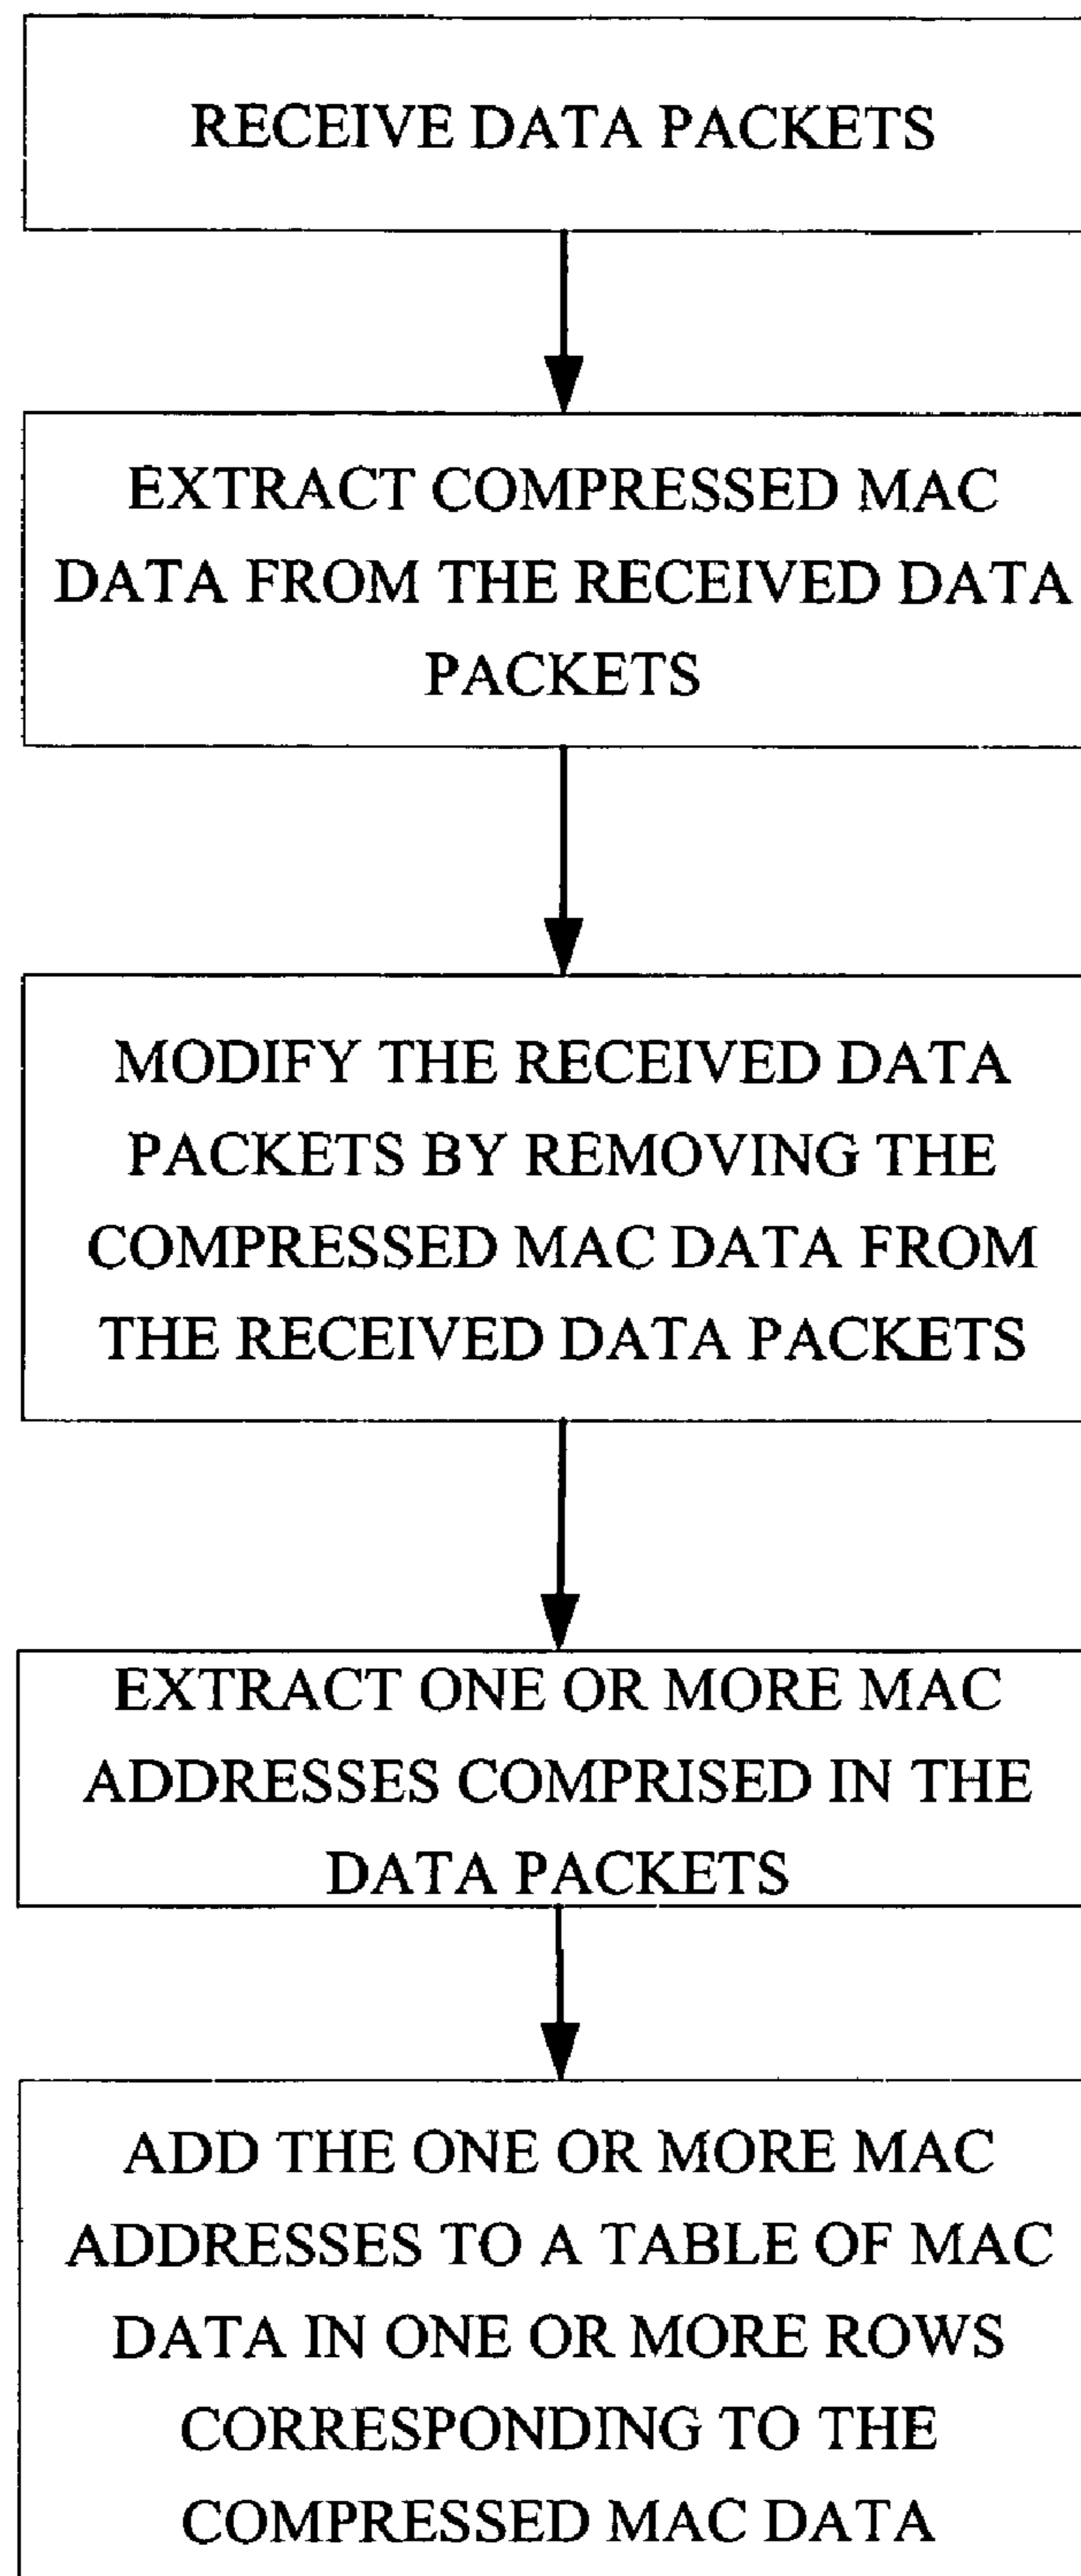 RECEIVE DATA PACKETS
EXTRACT COMPRESSED MAC
DATA FROM THE RECEIVED DATA
PACKETS
MODIFY THE RECEIVED DATA
PACKETS BY REMOVING THE
COMPRESSED MAC DATA FROM
THE RECEIVED DATA PACKETS
EXTRACT ONE OR MORE MAC
ADDRESSES COMPRISED IN THE
DATA PACKETS
ADD THE ONE OR MORE MAC
ADDRESSES TO A TABLE OF MAC
DATA IN ONE OR MORE ROWS
CORRESPONDING TO THE
COMPRESSED MAC DATA